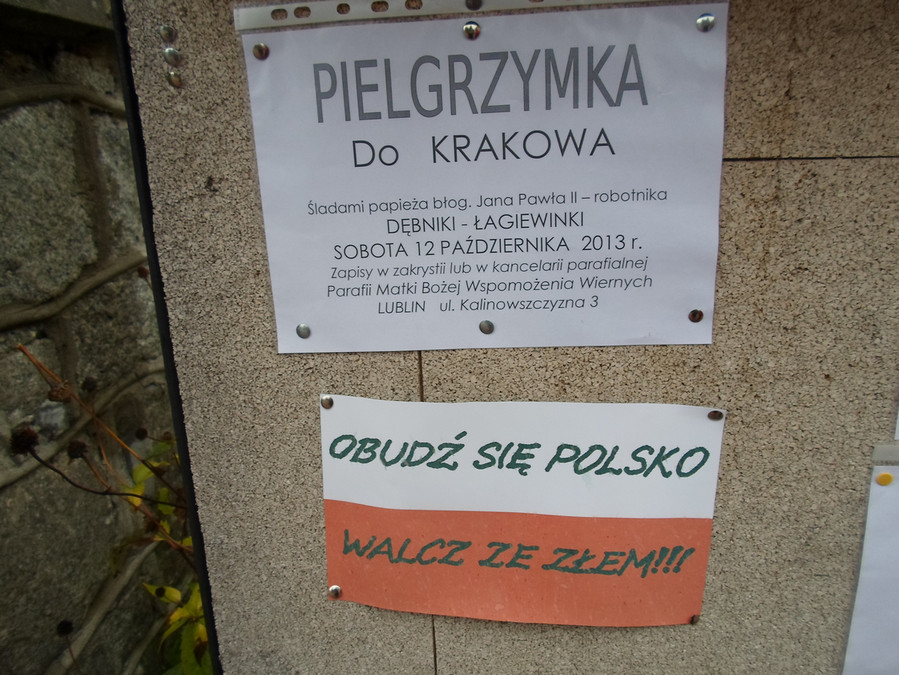 PIELGRZYMKA
Do KRAKOWA
Śladami papieża błog. Jana Pawła II – robotnika
DĘBNIKI - ŁAGIEWINKI
SOBOTA 12 PAŹDZIERNIKA 2013 r.
Zapisy w zakrystii lub w kancelarii parafialnej
Parafii Matki Bożej Wspomożenia Wiernych
LUBLIN ul. Kalinowszczyzna 3
OBUDŹ SIĘ POLSKO
WALCZ ZE ZŁEM!!!